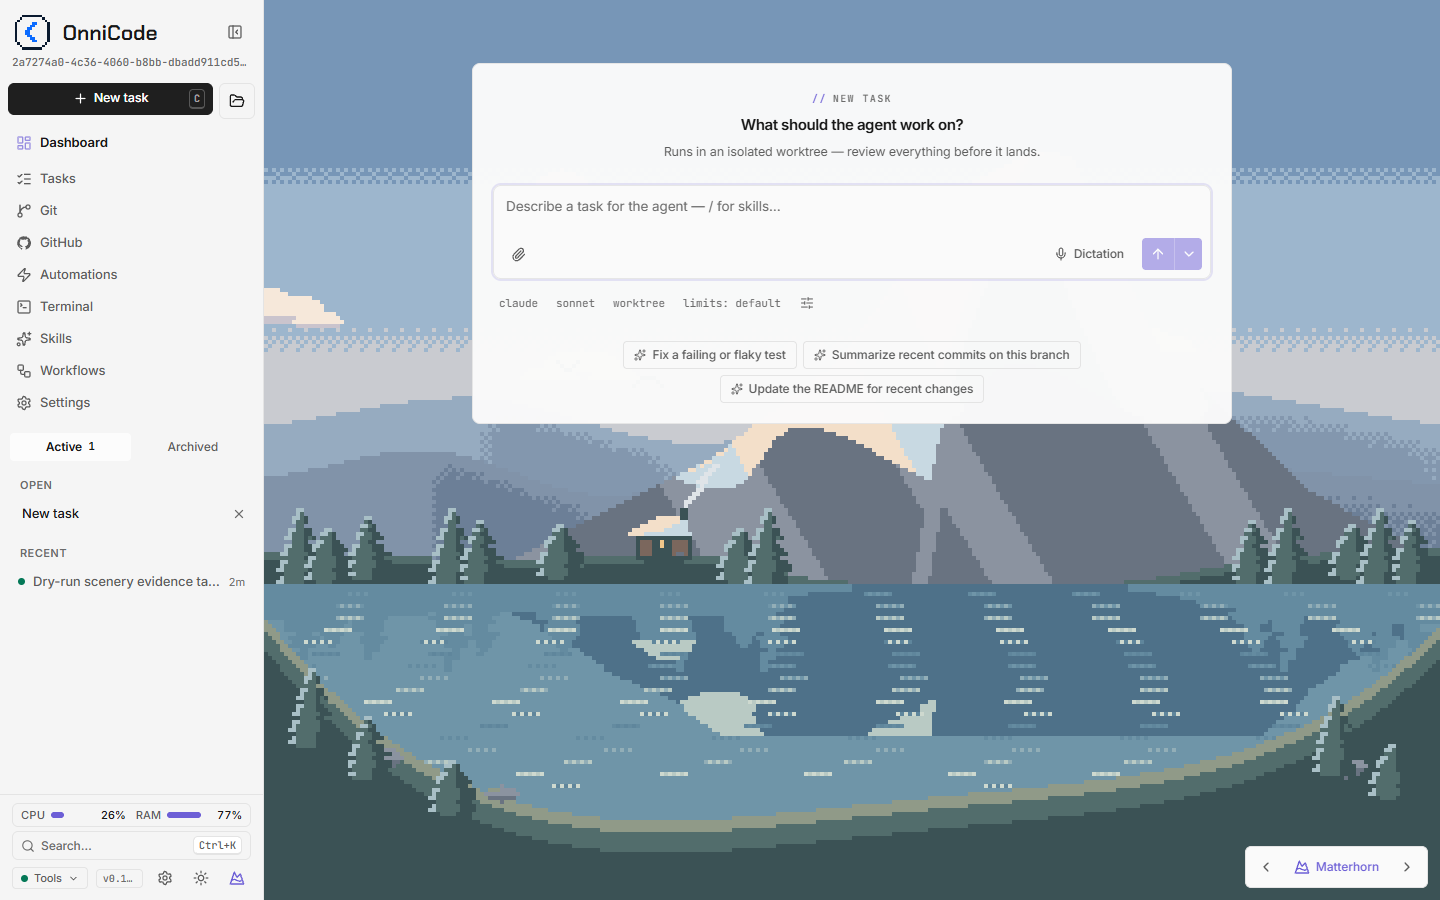 OnniCode
2a7274a0-4c36-4060-b8bb-dbadd911cd5…
New task C
Dashboard
Tasks
Git
GitHub
Automations
Terminal
Skills
Workflows
Settings
Active 1 Archived
OPEN
New task
RECENT
Dry-run scenery evidence ta… 2m
CPU 26% RAM 77%
Search… Ctrl+K
Tools v0.1…
// NEW TASK
What should the agent work on?
Runs in an isolated worktree — review everything before it lands.
Describe a task for the agent — / for skills…
Dictation
claude sonnet worktree limits: default
Fix a failing or flaky test Summarize recent commits on this branch
Update the README for recent changes
Matterhorn